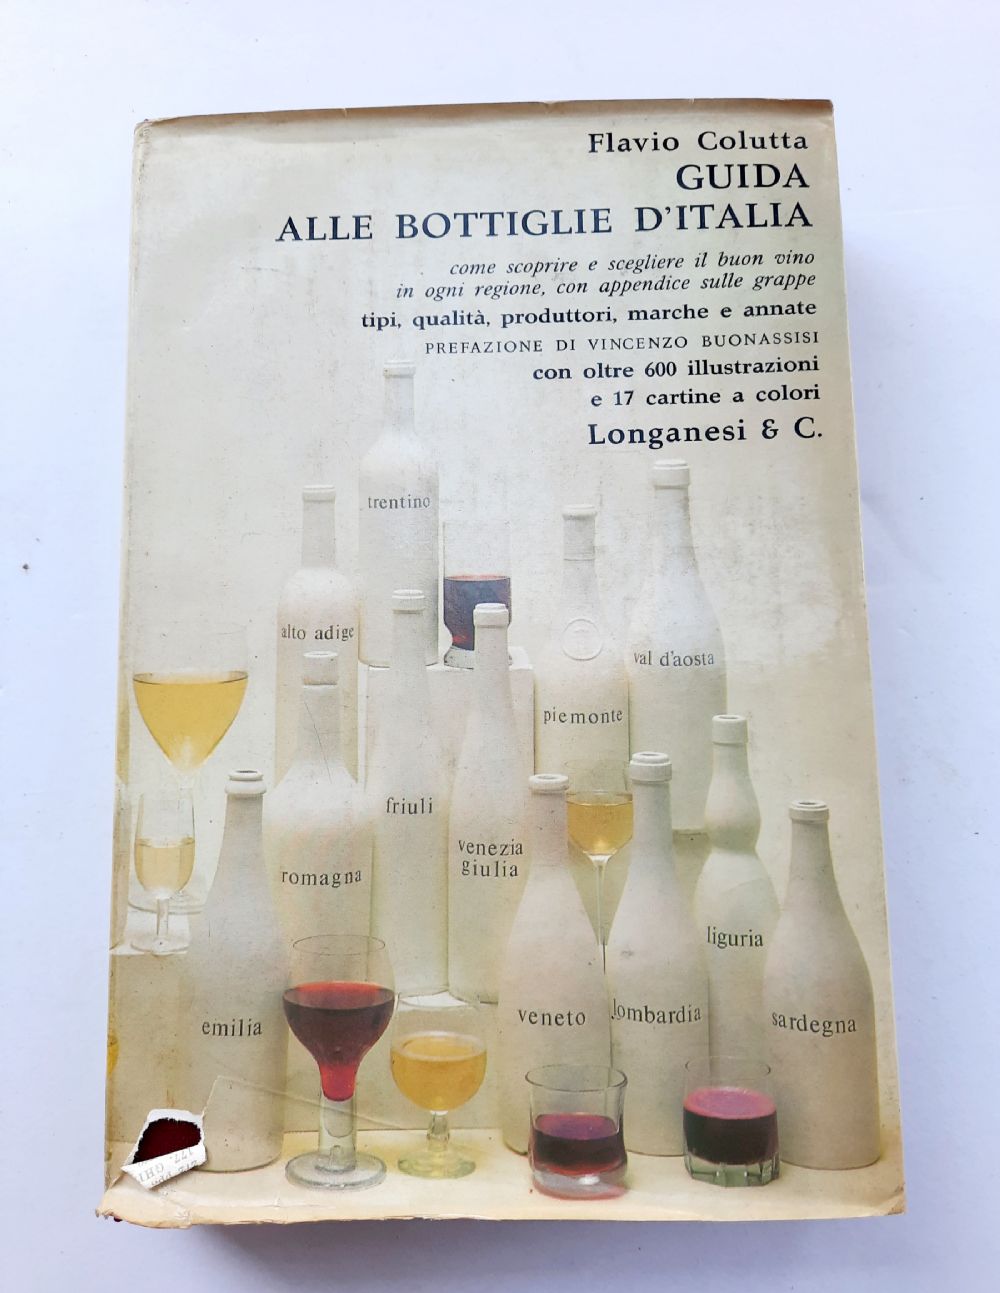 Flavio Colutta
GUIDA
ALLE BOTTIGLIE D'ITALIA
come scoprire e scegliere il buon vino
in ogni regione, con appendice sulle grappe
tipi, qualità, produttori, marche e annate
PREFAZIONE DI VINCENZO BUONASSISI
con oltre 600 illustrazioni
e 17 cartine a colori
Longanesi & C.
trentino
alto adige
val d'aosta
piemonte
friuli
venezia
giulia
romagna
liguria
emilia
veneto
lombardia
sardegna